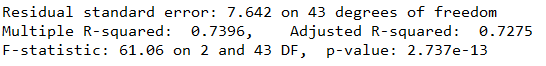 Residual standard error: 7.642 on 43 degrees of freedom
Multiple R-squared:  0.7396,    Adjusted R-squared:  0.7275
F-statistic: 61.06 on 2 and 43 DF,  p-value: 2.737e-13